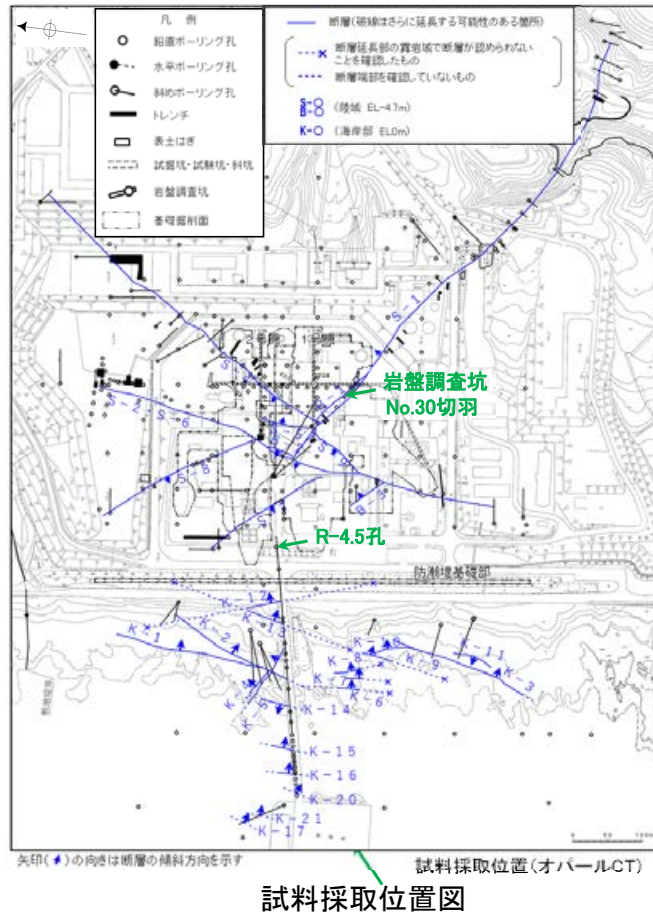 凡 例
鉛直ボーリング孔
水平ボーリング孔
斜めボーリング孔
トレンチ
表土はぎ
試掘坑・試験坑・斜坑
岩盤調査坑
基礎掘削面
断層(破線はさらに延長する可能性のある箇所)
断層延長部の露岩域で断層が認められない
ことを確認したもの
断層端部を確認していないもの
S-○
B-○
(陸域 EL-4.7m)
K-○
(海岸部 EL0m)
S-1
2号機
1号機
岩盤調査坑
No.30切羽
S-2・S-6
S-8
R-4.5孔
防潮堤基礎部
K-12
K-13
K-2
K-1
K-18
K-9
K-11
K-3
K-6
K-5
K-14
K-15
K-16
K-20
K-21
K-17
矢印( )の向きは断層の傾斜方向を示す
試料採取位置(オパールCT)
試料採取位置図